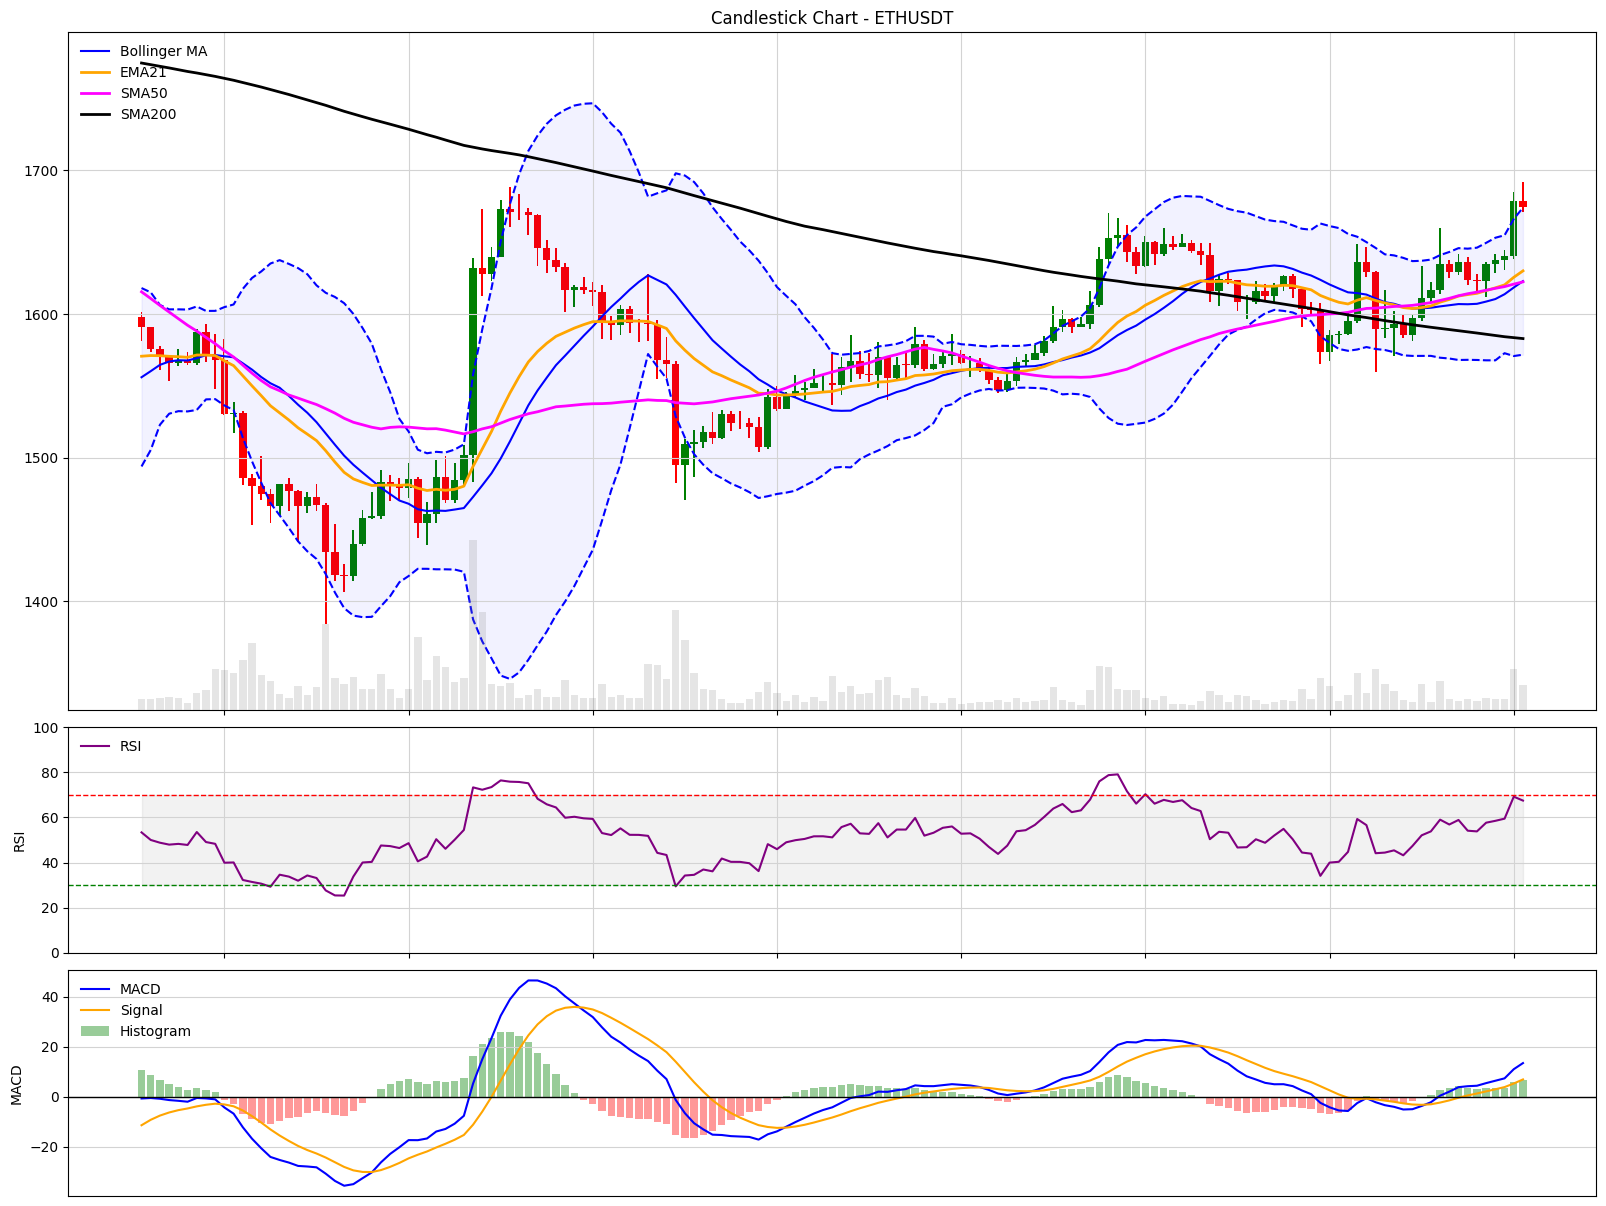 Candlestick Chart - ETHUSDT
Bollinger MA
EMA21
SMA50
SMA200
1700
1600
1500
1400
100
80
60
40
20
0
RSI
RSI
40
20
0
−20
MACD
MACD
Signal
Histogram